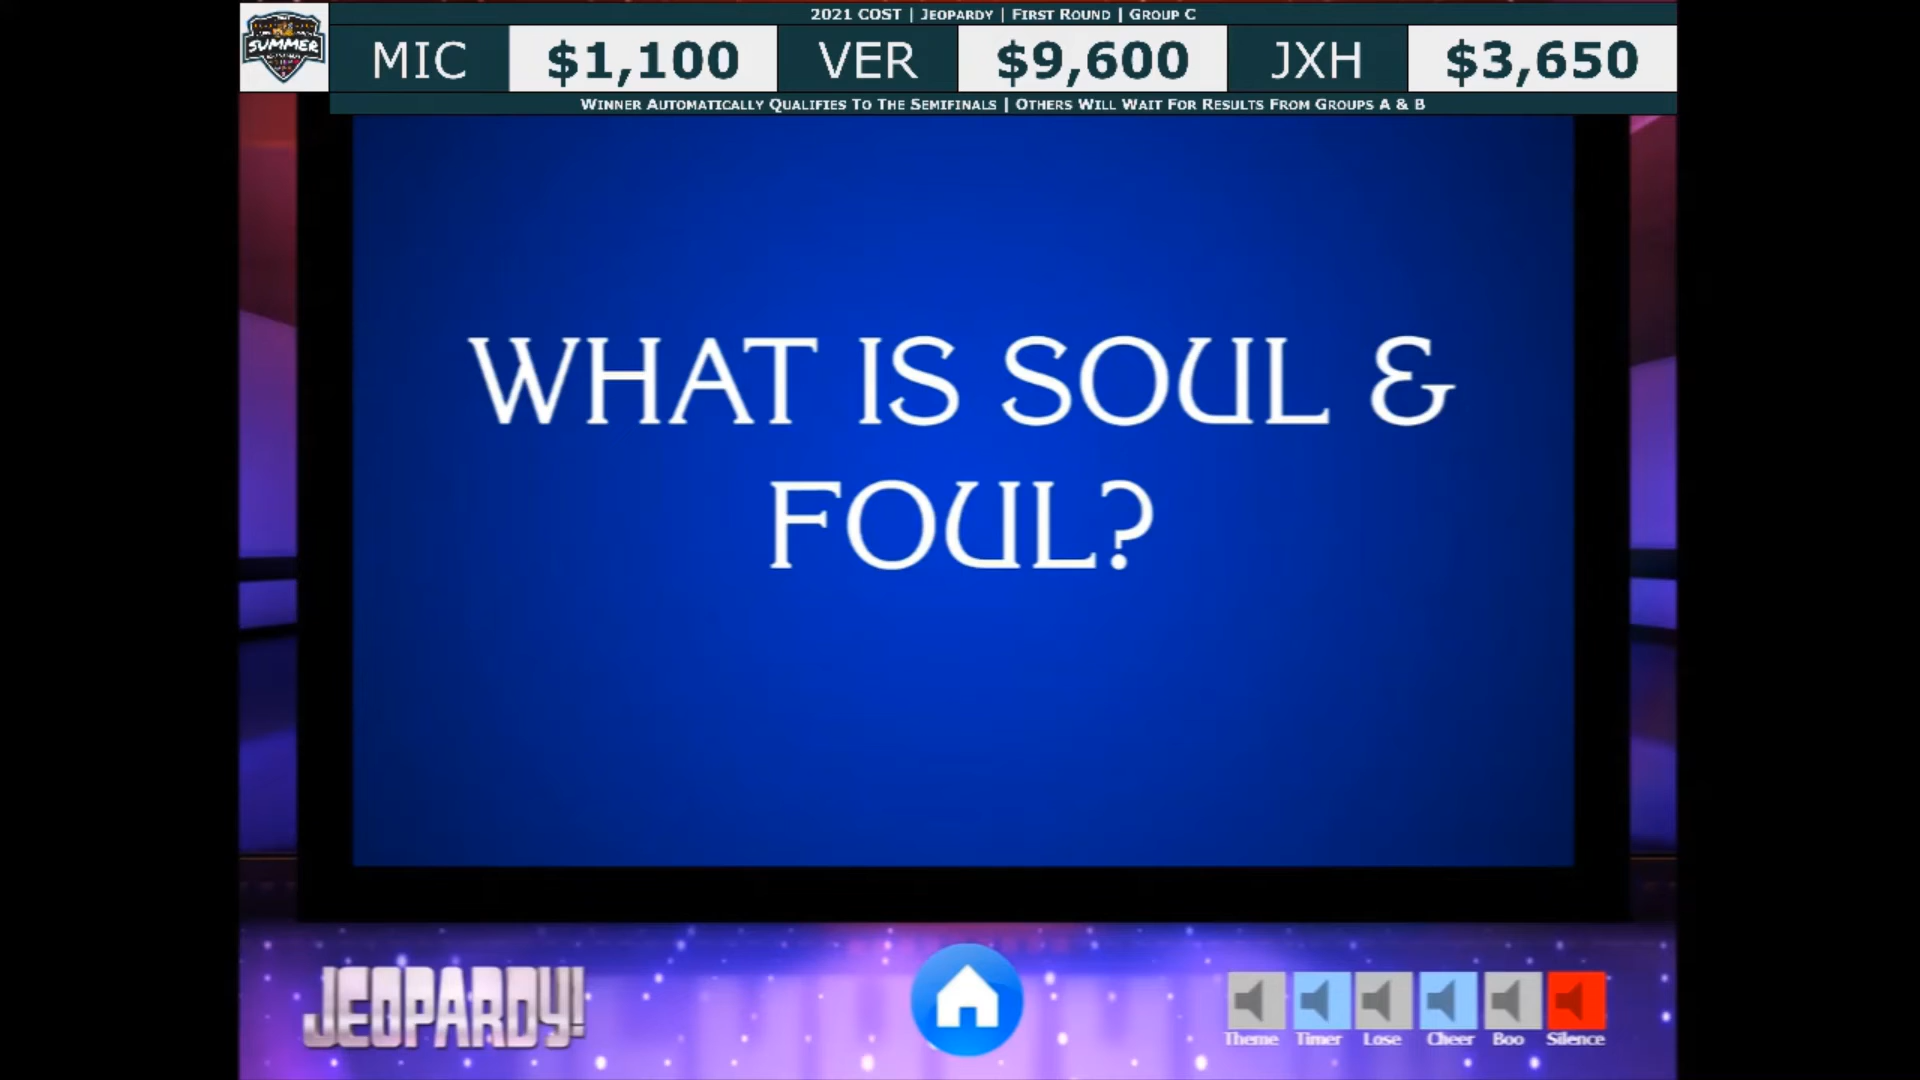 2021 COST | JEOPARDY | FIRST ROUND | GROUP C
SUMMER
MIC $1,100 VER $9,600 JXH $3,650
WINNER AUTOMATICALLY QUALIFIES TO THE SEMIFINALS | OTHERS WILL WAIT FOR RESULTS FROM GROUPS A & B
WHAT IS SOUL &
FOUL?
JEOPARDY!
Theme Timer Lose Cheer Boo Silence